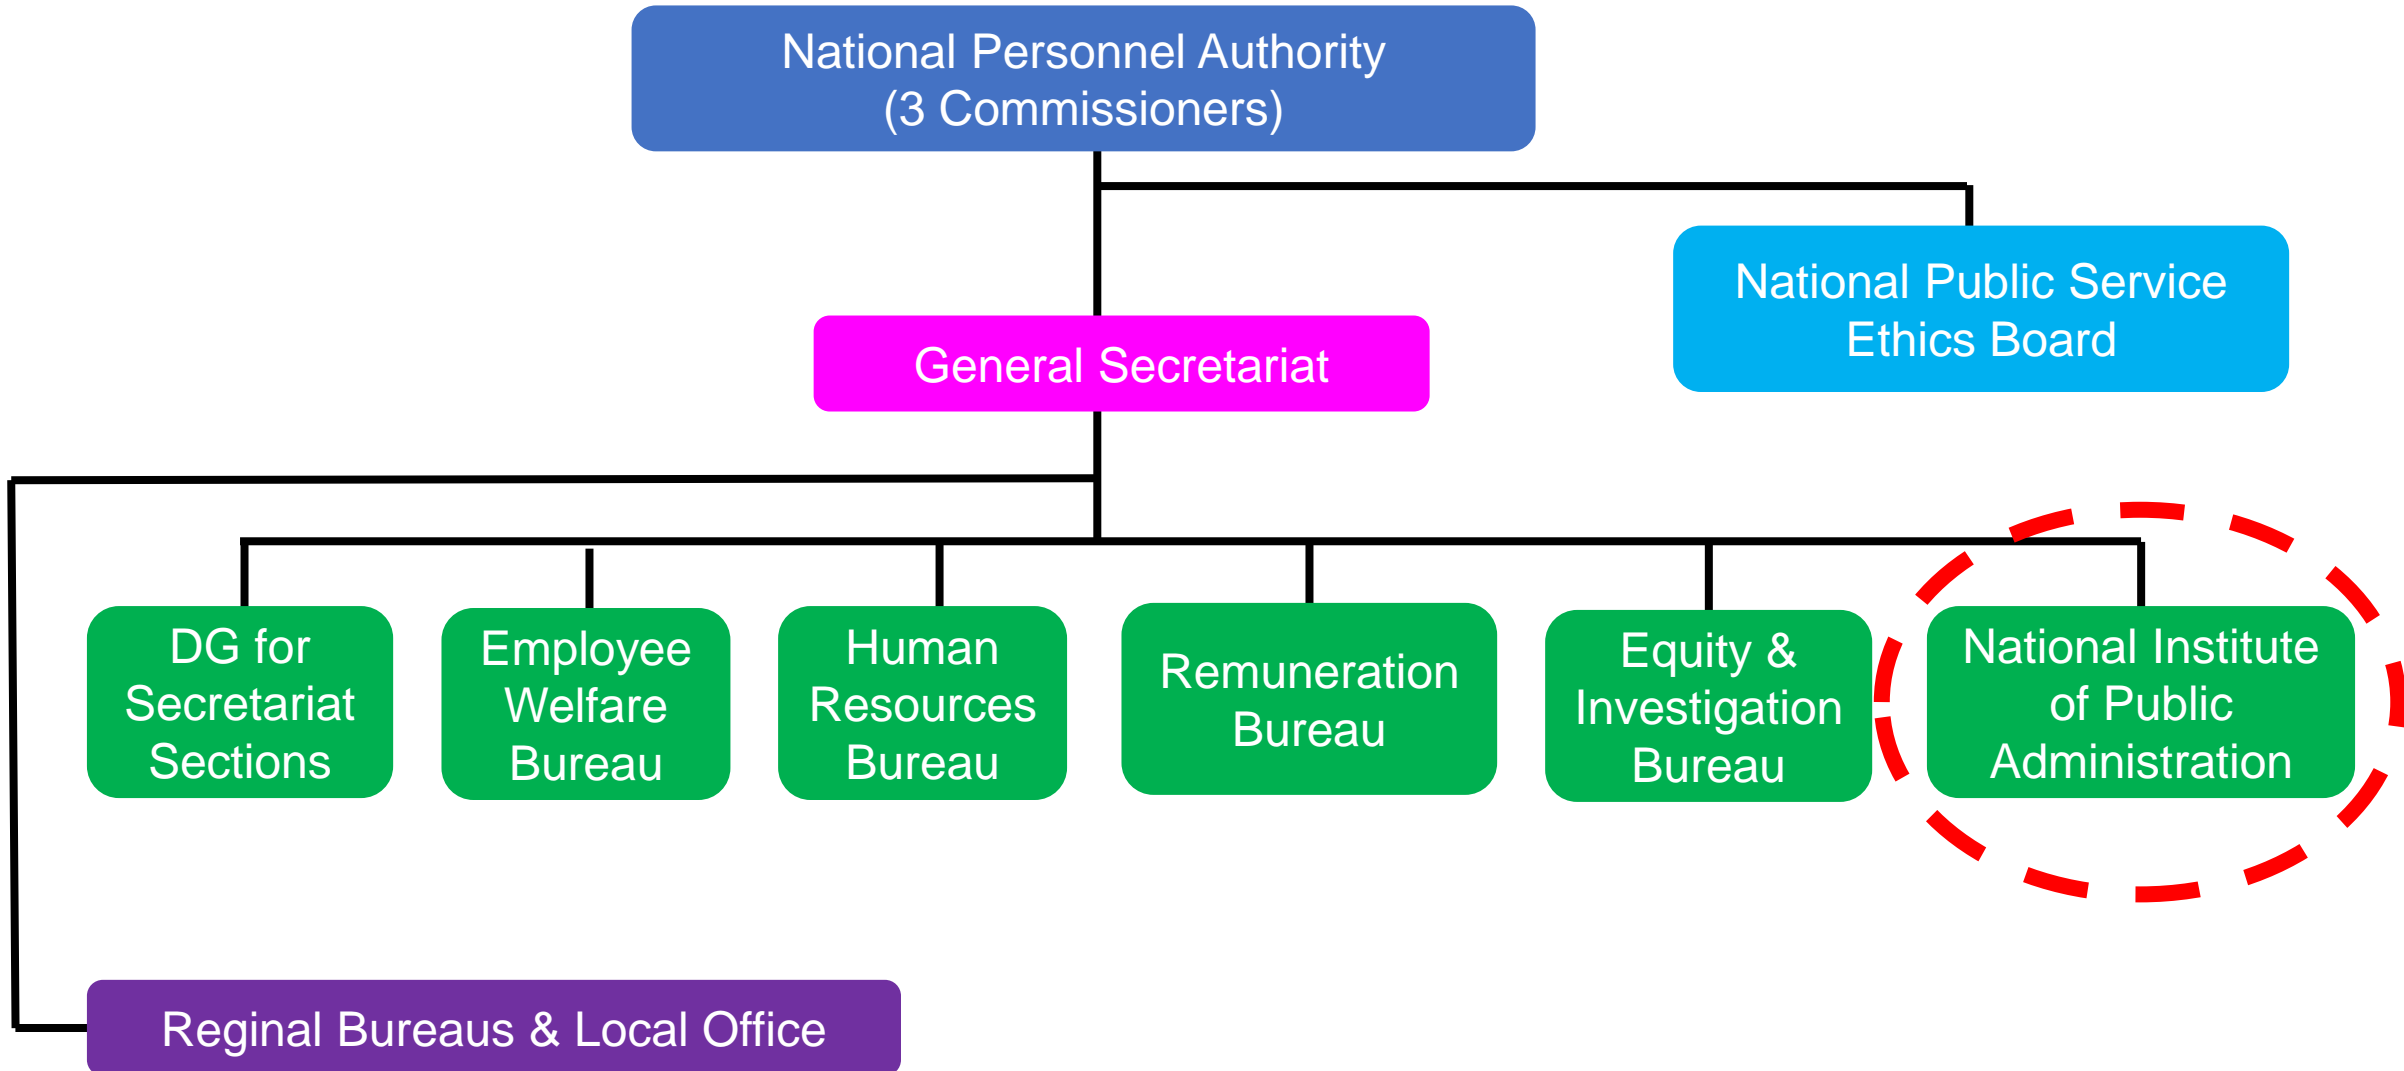 National Personnel Authority
(3 Commissioners)
National Public Service
Ethics Board
General Secretariat
DG for
Secretariat
Sections
Employee
Welfare
Bureau
Human
Resources
Bureau
Remuneration
Bureau
Equity &
Investigation
Bureau
National Institute
of Public
Administration
Reginal Bureaus & Local Office